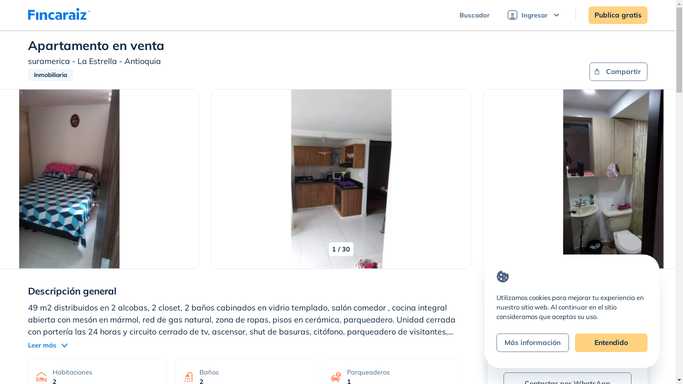 Fincaraiz
Buscador
Ingresar
Publica gratis
Apartamento en venta
suramerica - La Estrella - Antioquia
Inmobiliaria
Compartir
1 / 30
Descripción general
49 m2 distribuidos en 2 alcobas, 2 closet, 2 baños cabinados en vidrio templado, salón comedor , cocina integral
abierta con mesón en mármol, red de gas natural, zona de ropas, pisos en cerámica, parqueadero. Unidad cerrada
con portería las 24 horas y circuito cerrado de tv, ascensor, shut de basuras, citófono, parqueadero de visitantes,...
Leer más
Habitaciones
2
Baños
2
Parqueaderos
1
Utilizamos cookies para mejorar tu experiencia en
nuestro sitio web. Al continuar en el sitio
consideramos que aceptas su uso.
Más información
Entendido
Contactar por WhatsApp